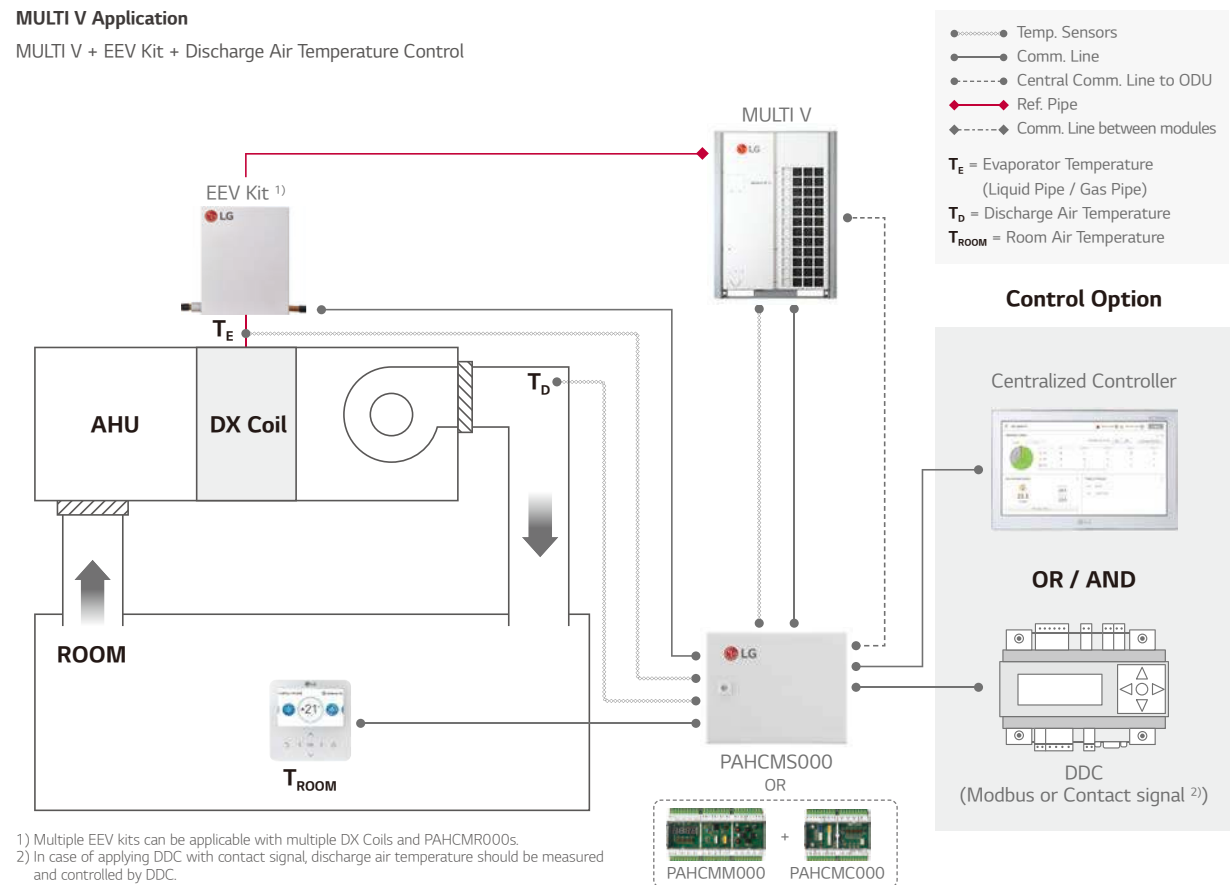 MULTI V Application
MULTI V + EEV Kit + Discharge Air Temperature Control
Temp. Sensors
Comm. Line
Central Comm. Line to ODU
Ref. Pipe
Comm. Line between modules
TE = Evaporator Temperature
(Liquid Pipe / Gas Pipe)
TD = Discharge Air Temperature
TROOM = Room Air Temperature
MULTI V
LG
EEV Kit 1)
LG
TE
AHU
DX Coil
TD
ROOM
LG
21
TROOM
LG
PAHCMS000
OR
PAHCMM000
+
PAHCMC000
Control Option
Centralized Controller
LG
OR / AND
DDC
(Modbus or Contact signal 2))
1) Multiple EEV kits can be applicable with multiple DX Coils and PAHCMR000s.
2) In case of applying DDC with contact signal, discharge air temperature should be measured
and controlled by DDC.